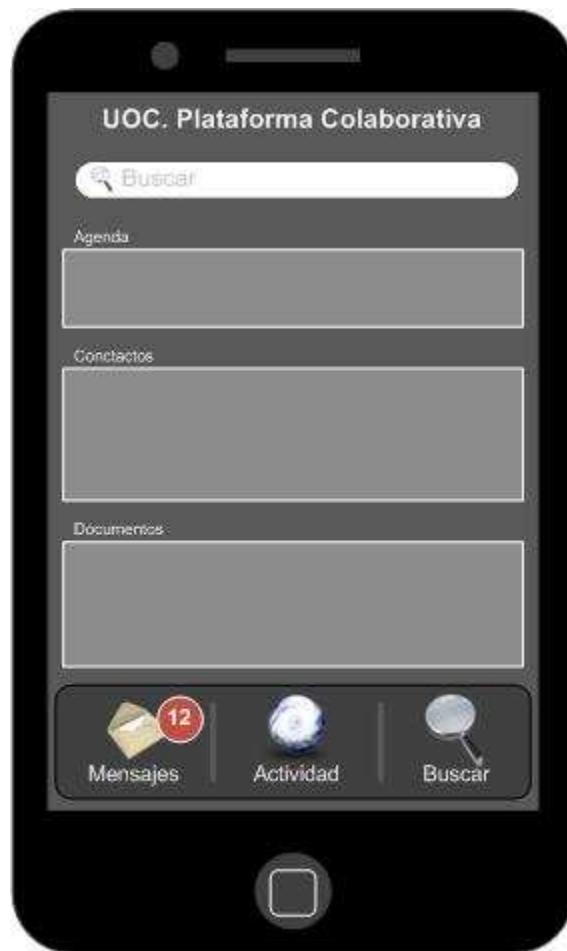 UOC. Plataforma Colaborativa
Buscar
Agenda
Conctactos
Documentos
12
Mensajes
Actividad
Buscar